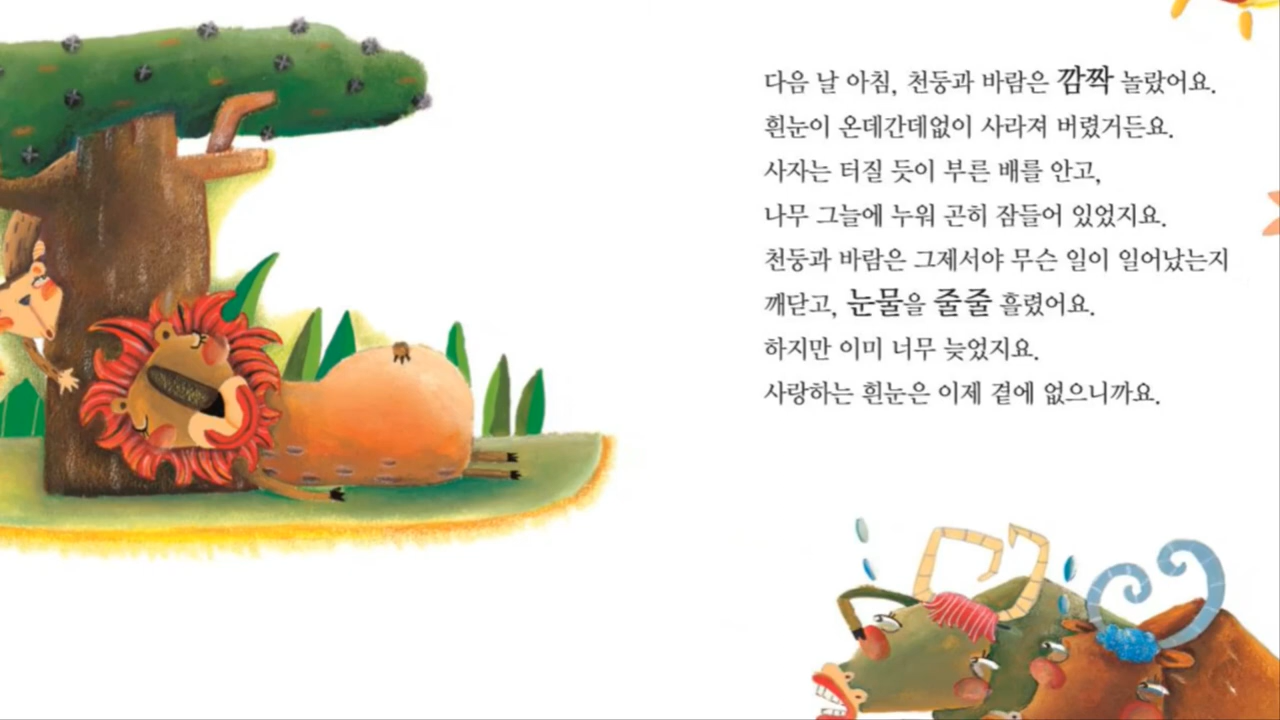 다음 날 아침, 천둥과 바람은 깜짝 놀랐어요.
흰눈이 온데간데없이 사라져 버렸거든요.
사자는 터질 듯이 부른 배를 안고,
나무 그늘에 누워 곤히 잠들어 있었지요.
천둥과 바람은 그제서야 무슨 일이 일어났는지
깨닫고, 눈물을 줄줄 흘렸어요.
하지만 이미 너무 늦었지요.
사랑하는 흰눈은 이제 곁에 없으니까요.